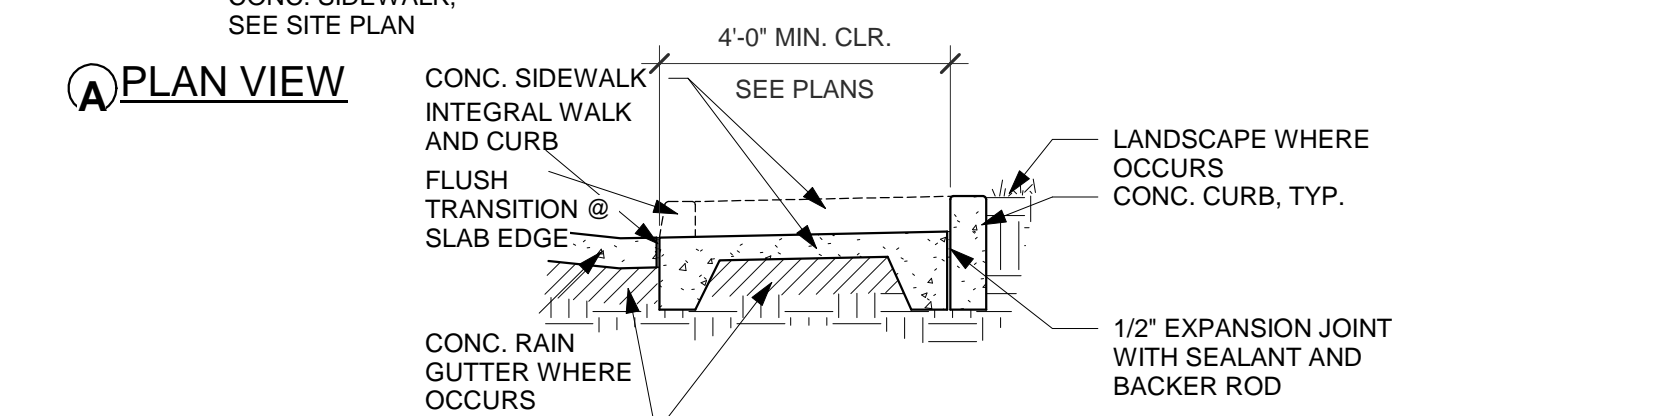 CONC. SIDEWALK,
SEE SITE PLAN
A PLAN VIEW
4'-0" MIN. CLR.
SEE PLANS
CONC. SIDEWALK
INTEGRAL WALK
AND CURB
FLUSH
TRANSITION @
SLAB EDGE
CONC. RAIN
GUTTER WHERE
OCCURS
LANDSCAPE WHERE
OCCURS
CONC. CURB, TYP.
1/2" EXPANSION JOINT
WITH SEALANT AND
BACKER ROD